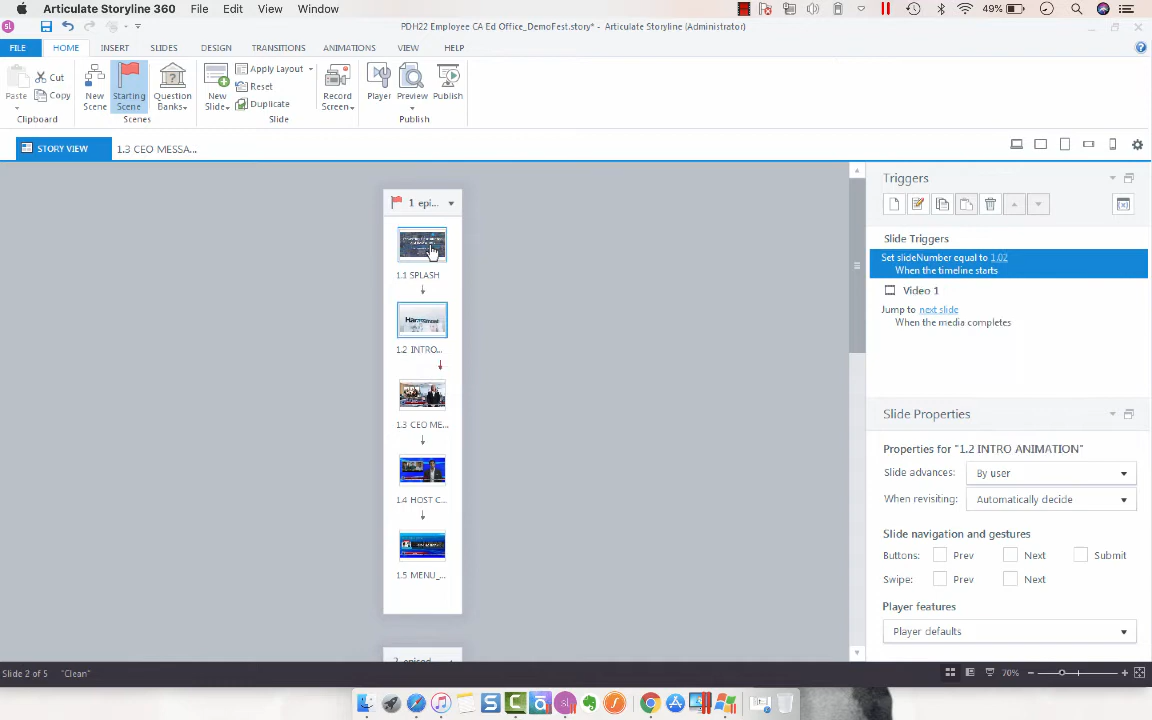 Articulate Storyline 360 File Edit View Window 49%
PDH22 Employee CA Ed Office_DemoFest.story* - Articulate Storyline (Administrator)
FILE HOME INSERT SLIDES DESIGN TRANSITIONS ANIMATIONS VIEW HELP
Paste Cut Copy
Clipboard
New Scene
Starting Scene
Question Banks
Scenes
New Slide
Apply Layout
Reset
Duplicate
Slide
Record Screen
Player
Preview
Publish
Publish
STORY VIEW 1.3 CEO MESSA...
1 epi...
1.1 SPLASH
Harassment
1.2 INTRO...
1.3 CEO ME...
1.4 HOST C...
1.5 MENU_...
Triggers
Slide Triggers
Set slideNumber equal to 1.02
When the timeline starts
Video 1
Jump to next slide
When the media completes
Slide Properties
Properties for "1.2 INTRO ANIMATION"
Slide advances: By user
When revisiting: Automatically decide
Slide navigation and gestures
Buttons: Prev Next Submit
Swipe: Prev Next
Player features
Player defaults
Slide 2 of 5 "Clean" 70%